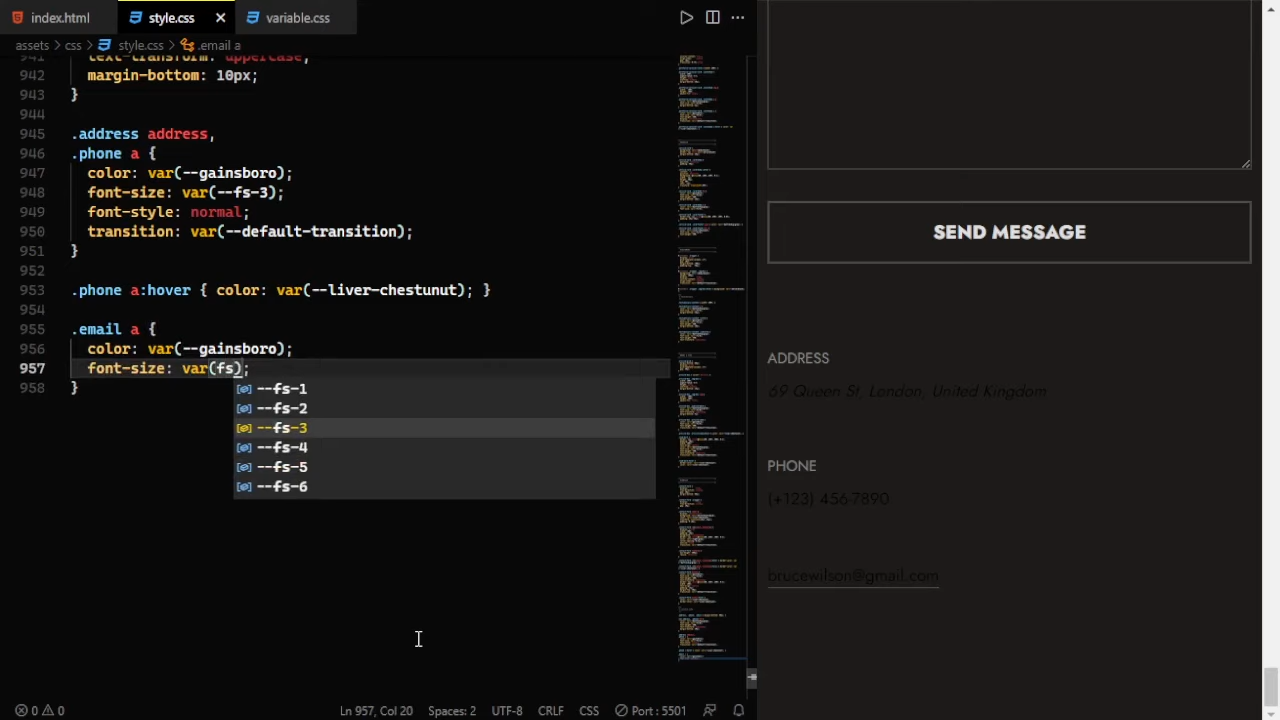 index.html
style.css
variable.css
assets > css > style.css > .email a
941 text-transform: uppercase;
942 margin-bottom: 10px;
943 }
944
945 .address address,
946 .phone a {
947 color: var(--gainsboro);
948 font-size: var(--fs-3);
949 font-style: normal;
950 transition: var(--default-transition);
951 }
952
953 .phone a:hover { color: var(--liver-chestunut); }
954
955 .email a {
956 color: var(--gainsboro);
957 font-size: var(fs);
958 }
--fs-1
--fs-2
--fs-3
--fs-4
--fs-5
--fs-6
0 0 Ln 957, Col 20 Spaces: 2 UTF-8 CRLF CSS Port : 5501
SEND MESSAGE
ADDRESS
69 Queen St, London, United Kingdom
PHONE
(+123) 456-7890
brucewilson@gmail.com